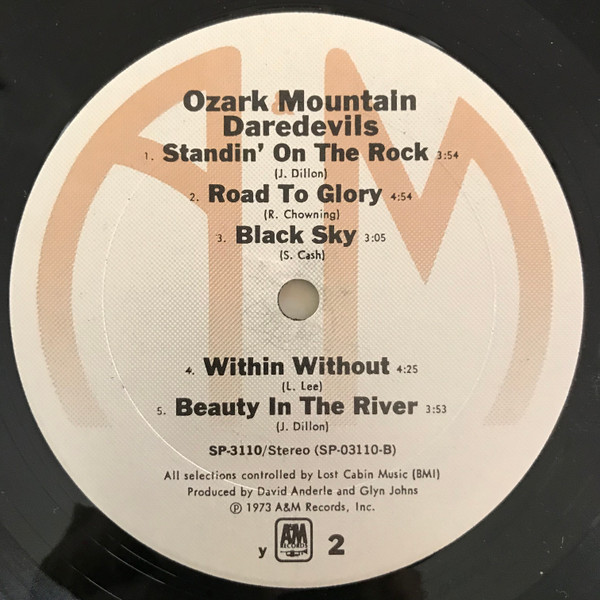 A&M
Ozark Mountain
Daredevils
1. Standin' On The Rock 3:54
(J. Dillon)
2. Road To Glory 4:54
(R. Chowning)
3. Black Sky 3:05
(S. Cash)
4. Within Without 4:25
(L. Lee)
5. Beauty In The River 3:53
(J. Dillon)
SP-3110/Stereo (SP-03110-B)
All selections controlled by Lost Cabin Music (BMI)
Produced by David Anderle and Glyn Johns
℗ 1973 A&M Records, Inc.
y A&M RECORDS 2